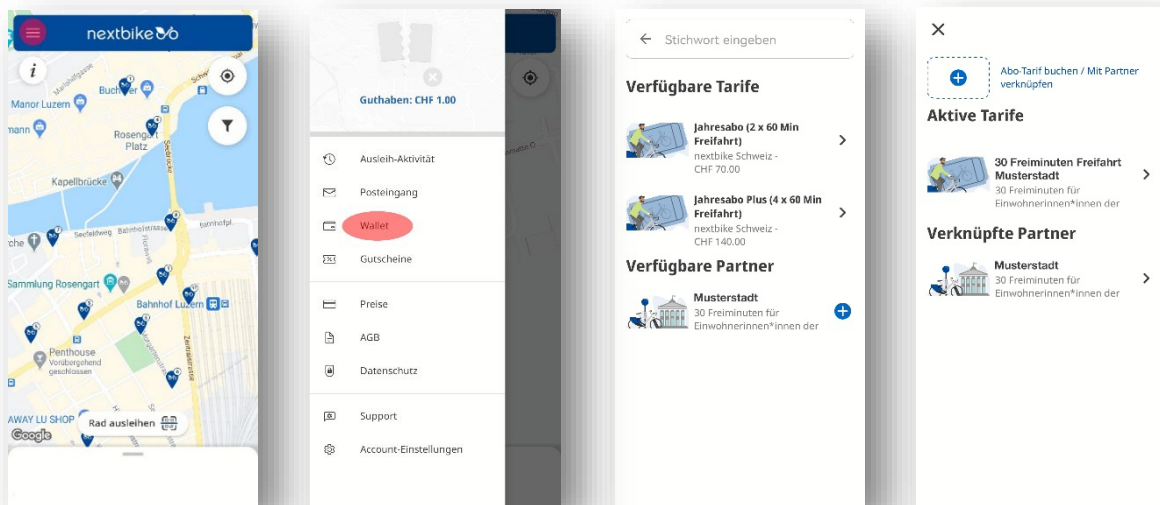 nextbike
i
Manor Luzern
Rosengart
Platz
Kapellbrücke
Seebrücke
Seefeldweg
Bahnhofstrasse
Sammlung Rosengart
Bahnhof Luzern
Zentralstrasse
Penthouse
Vorübergehend
geschlossen
AWAY LU SHOP
Rad ausleihen
Google
Guthaben: CHF 1.00
Ausleih-Aktivität
Posteingang
Wallet
Gutscheine
Preise
AGB
Datenschutz
Support
Account-Einstellungen
Stichwort eingeben
Verfügbare Tarife
Jahresabo (2 x 60 Min
Freifahrt)
nextbike Schweiz -
CHF 70.00
Jahresabo Plus (4 x 60 Min
Freifahrt)
nextbike Schweiz -
CHF 140.00
Verfügbare Partner
Musterstadt
30 Freiminuten für
Einwohnerinnen*innen der
Abo-Tarif buchen / Mit Partner
verknüpfen
Aktive Tarife
30 Freiminuten Freifahrt
Musterstadt
30 Freiminuten für
Einwohnerinnen*innen der
Verknüpfte Partner
Musterstadt
30 Freiminuten für
Einwohnerinnen*innen der